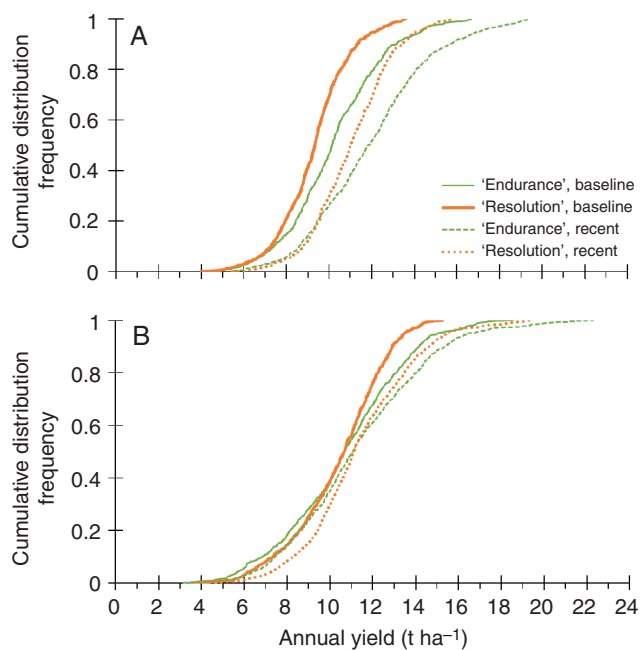 A
Cumulative distribution
frequency
1
0.8
0.6
0.4
0.2
0
'Endurance', baseline
'Resolution', baseline
'Endurance', recent
'Resolution', recent
B
Cumulative distribution
frequency
1
0.8
0.6
0.4
0.2
0
0 2 4 6 8 10 12 14 16 18 20 22 24
Annual yield (t ha–1)